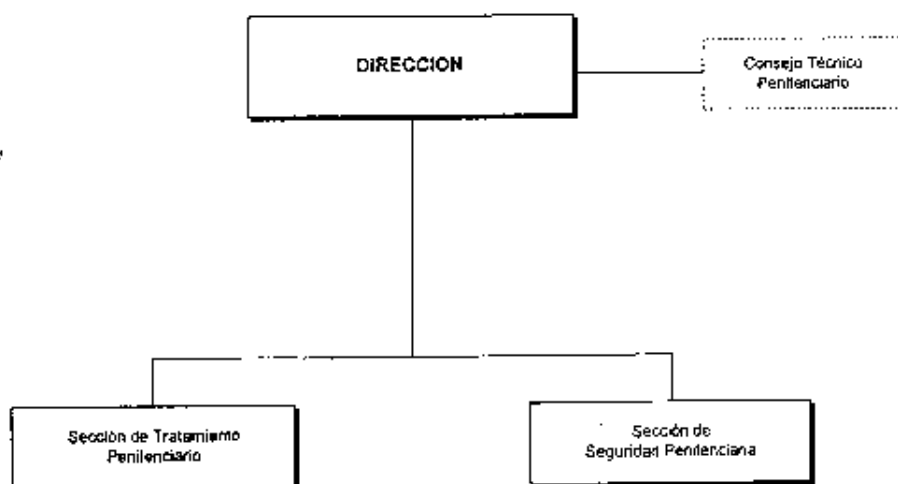 DIRECCION
Consejo Técnico
Penitenciario
Sección de Tratamiento
Penitenciario
Sección de
Seguridad Penitenciaria